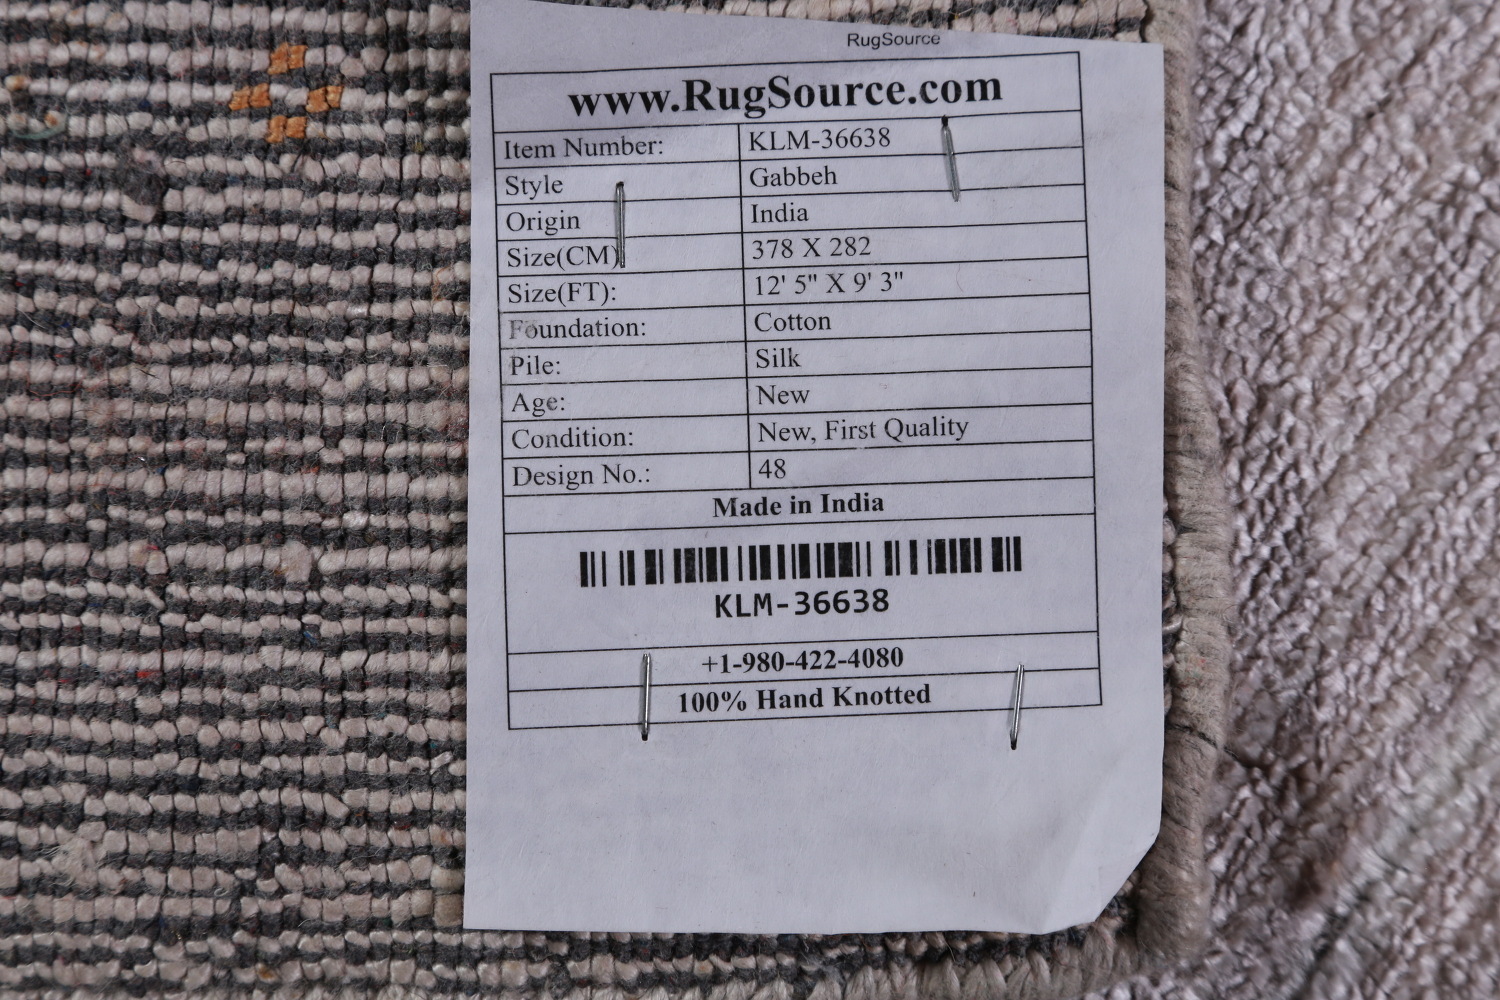 RugSource
www.RugSource.com
Item Number: KLM-36638
Style Gabbeh
Origin India
Size(CM) 378 X 282
Size(FT): 12' 5" X 9' 3"
Foundation: Cotton
Pile: Silk
Age: New
Condition: New, First Quality
Design No.: 48
Made in India
KLM-36638
+1-980-422-4080
100% Hand Knotted